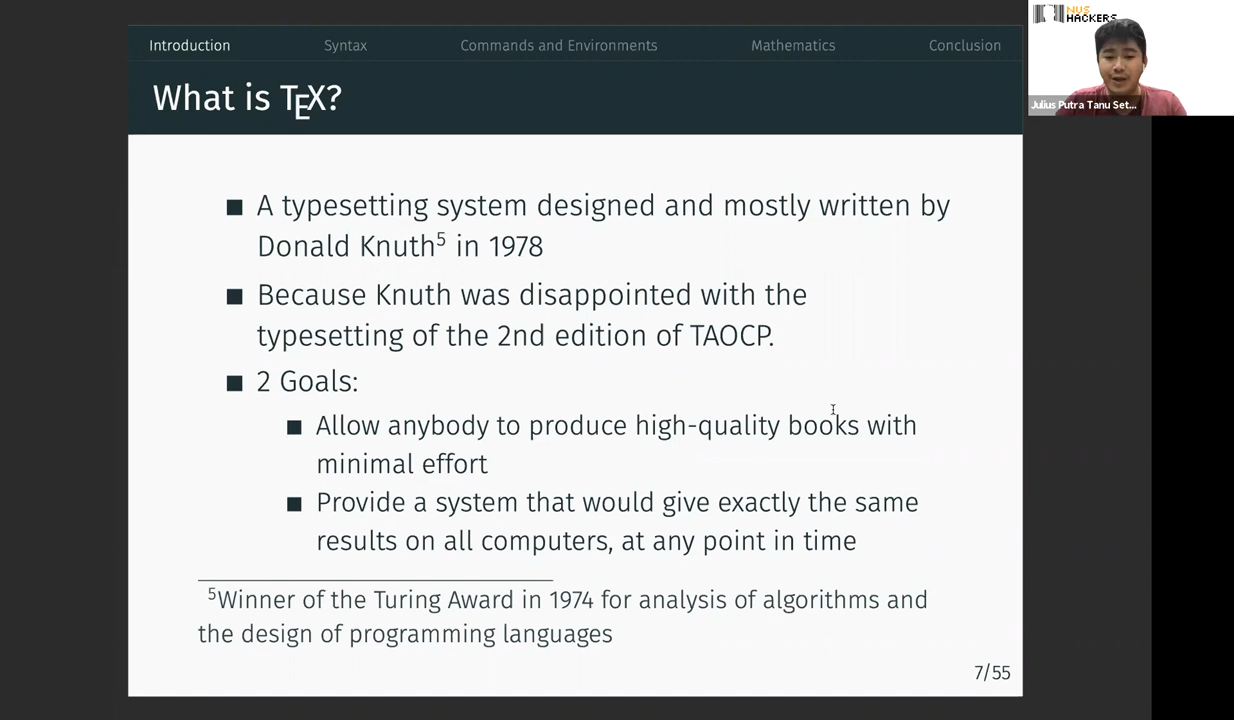 Introduction Syntax Commands and Environments Mathematics Conclusion
What is TEX?
■ A typesetting system designed and mostly written by
Donald Knuth⁵ in 1978
■ Because Knuth was disappointed with the
typesetting of the 2nd edition of TAOCP.
■ 2 Goals:
■ Allow anybody to produce high-quality books with
minimal effort
■ Provide a system that would give exactly the same
results on all computers, at any point in time
⁵Winner of the Turing Award in 1974 for analysis of algorithms and
the design of programming languages
7/55
NUS
HACKERS
Julius Putra Tanu Set...